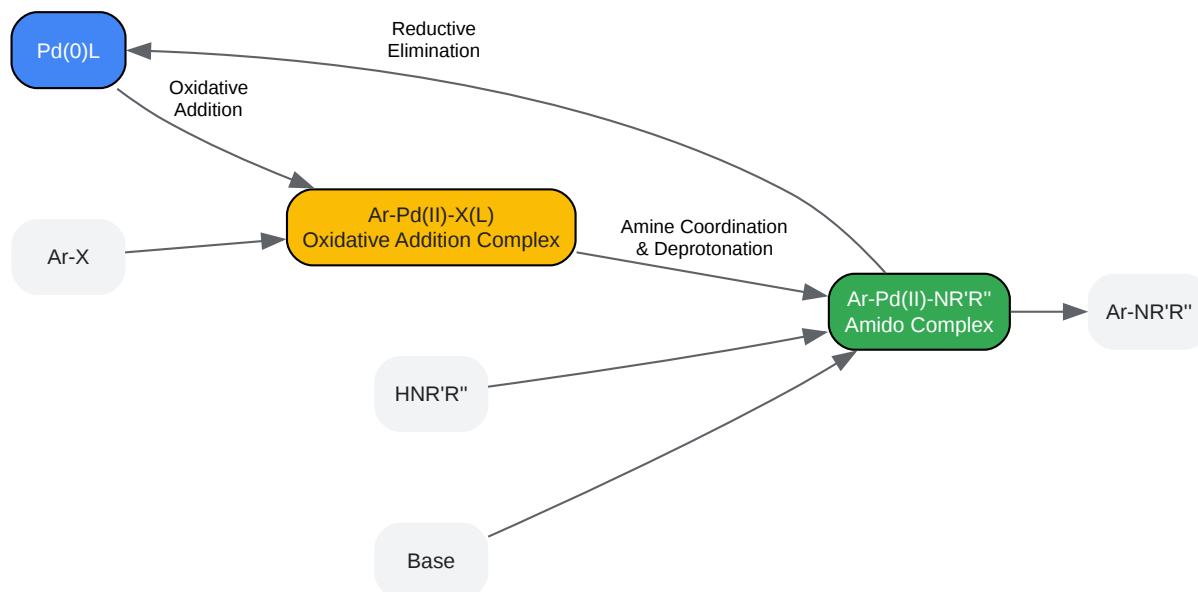 Reductive
Elimination
Pd(0)L
Oxidative
Addition
Ar-Pd(II)-X(L)
Oxidative Addition Complex
Ar-X
Amine Coordination
& Deprotonation
Ar-Pd(II)-NR'R"
Amido Complex
Ar-NR'R"
HNR'R"
Base